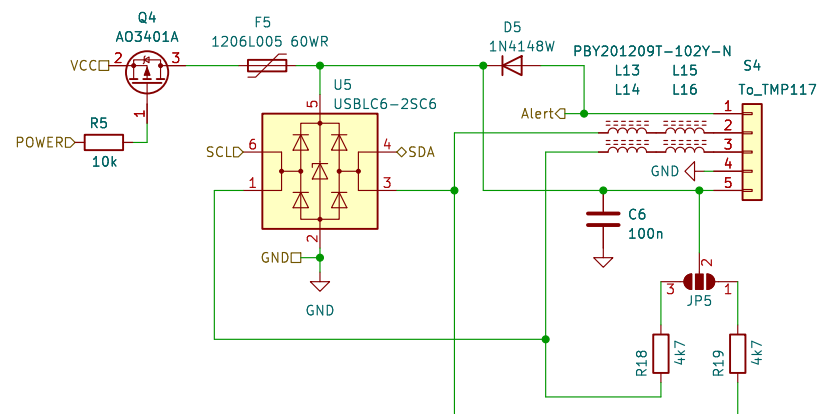 Q4
AO3401A
VCC
2
3
1
POWER
R5
10k
F5
1206L005 60WR
U5
USBLC6-2SC6
5
SCL
6
4
SDA
1
3
2
GND
GND
D5
1N4148W
PBY201209T-102Y-N
L13 L15
L14 L16
S4
To_TMP117
Alert
1
2
3
GND
4
5
C6
100n
2
3
1
JP5
R18
4k7
R19
4k7